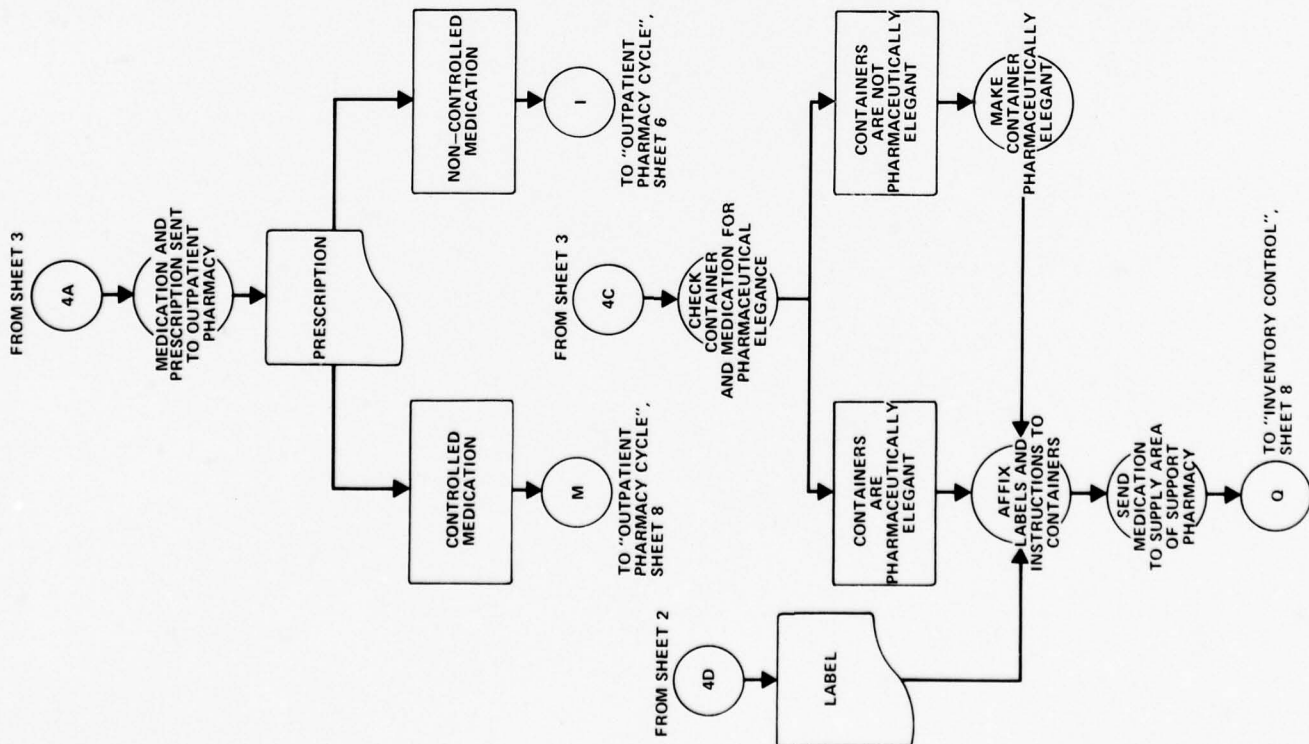 FROM SHEET 3
4A
MEDICATION AND
PRESCRIPTION SENT
TO OUTPATIENT
PHARMACY
PRESCRIPTION
CONTROLLED
MEDICATION
NON–CONTROLLED
MEDICATION
M
I
TO "OUTPATIENT
PHARMACY CYCLE",
SHEET 8
TO "OUTPATIENT
PHARMACY CYCLE",
SHEET 6
FROM SHEET 3
4C
CHECK
CONTAINER
AND MEDICATION FOR
PHARMACEUTICAL
ELEGANCE
CONTAINERS
ARE
PHARMACEUTICALLY
ELEGANT
CONTAINERS
ARE NOT
PHARMACEUTICALLY
ELEGANT
MAKE
CONTAINER
PHARMACEUTICALLY
ELEGANT
FROM SHEET 2
4D
LABEL
AFFIX
LABELS AND
INSTRUCTIONS TO
CONTAINERS
SEND
MEDICATION
TO SUPPLY AREA
OF SUPPORT
PHARMACY
Q
TO "INVENTORY CONTROL",
SHEET 8